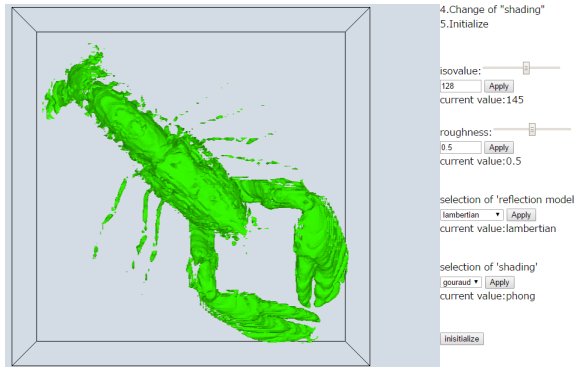 4.Change of "shading"
5.Initialize
isovalue:
128 Apply
current value:145
roughness:
0.5 Apply
current value:0.5
selection of 'reflection model
lambertian Apply
current value:lambertian
selection of 'shading'
gouraud Apply
current value:phong
inisitialize